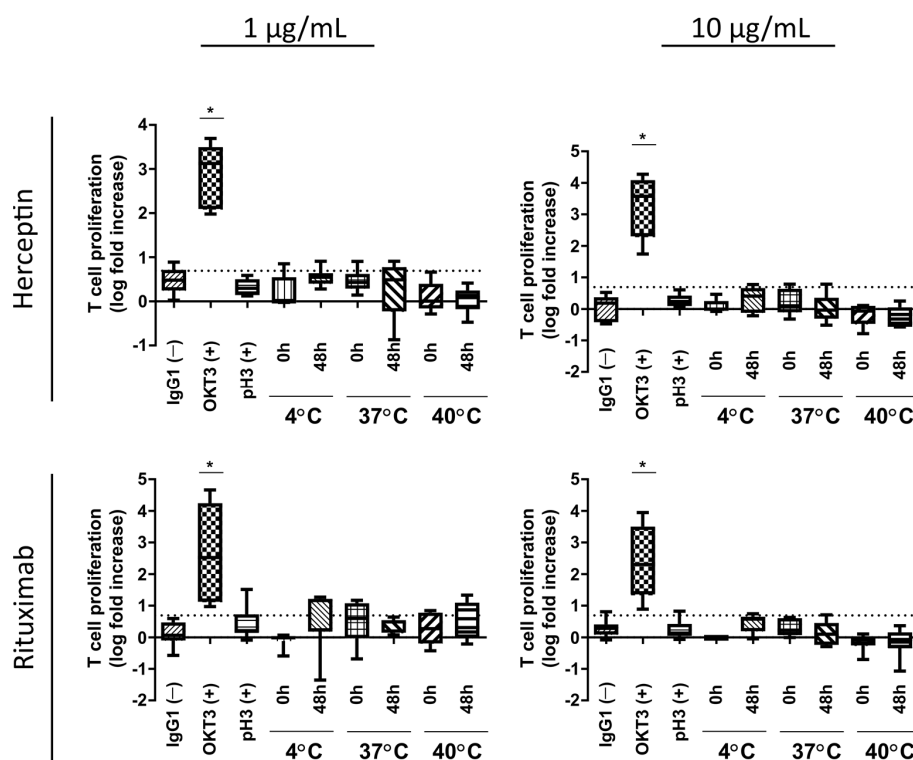 1 µg/mL
10 µg/mL
Herceptin
T cell proliferation
(log fold increase)
4
3
2
1
0
-1
*
IgG1 (–)
OKT3 (+)
pH3 (+)
0h
48h
0h
48h
0h
48h
4°C
37°C
40°C
T cell proliferation
(log fold increase)
5
4
3
2
1
0
-1
-2
*
IgG1 (–)
OKT3 (+)
pH3 (+)
0h
48h
0h
48h
0h
48h
4°C
37°C
40°C
Rituximab
T cell proliferation
(log fold increase)
5
4
3
2
1
0
-1
-2
*
IgG1 (–)
OKT3 (+)
pH3 (+)
0h
48h
0h
48h
0h
48h
4°C
37°C
40°C
T cell proliferation
(log fold increase)
5
4
3
2
1
0
-1
-2
*
IgG1 (–)
OKT3 (+)
pH3 (+)
0h
48h
0h
48h
0h
48h
4°C
37°C
40°C